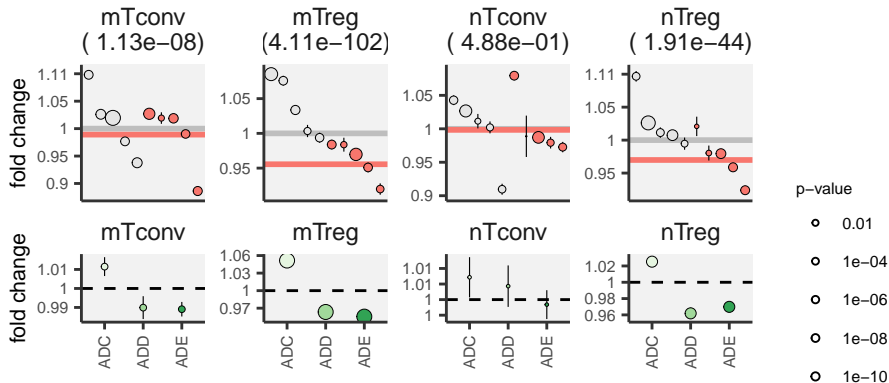 mTconv
( 1.13e−08)
mTreg
(4.11e−102)
nTconv
( 4.88e−01)
nTreg
( 1.91e−44)
fold change
1.11
1.05
1
0.95
0.9
1.05
1
0.95
1.05
1
0.95
0.9
1.11
1.05
1
0.95
mTconv
mTreg
nTconv
nTreg
fold change
1.01
1
0.99
1.06
1.03
1
0.97
1.01
1.01
1
1
1.02
1
0.98
0.96
ADC
ADD
ADE
ADC
ADD
ADE
ADC
ADD
ADE
ADC
ADD
ADE
p−value
0.01
1e−04
1e−06
1e−08
1e−10